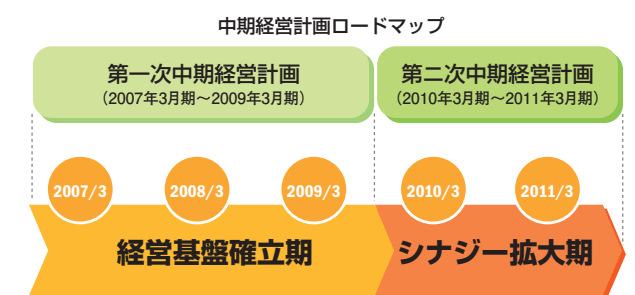 中期経営計画ロードマップ
第一次中期経営計画
（2007年3月期～2009年3月期）
第二次中期経営計画
（2010年3月期～2011年3月期）
2007/3
2008/3
2009/3
2010/3
2011/3
経営基盤確立期
シナジー拡大期